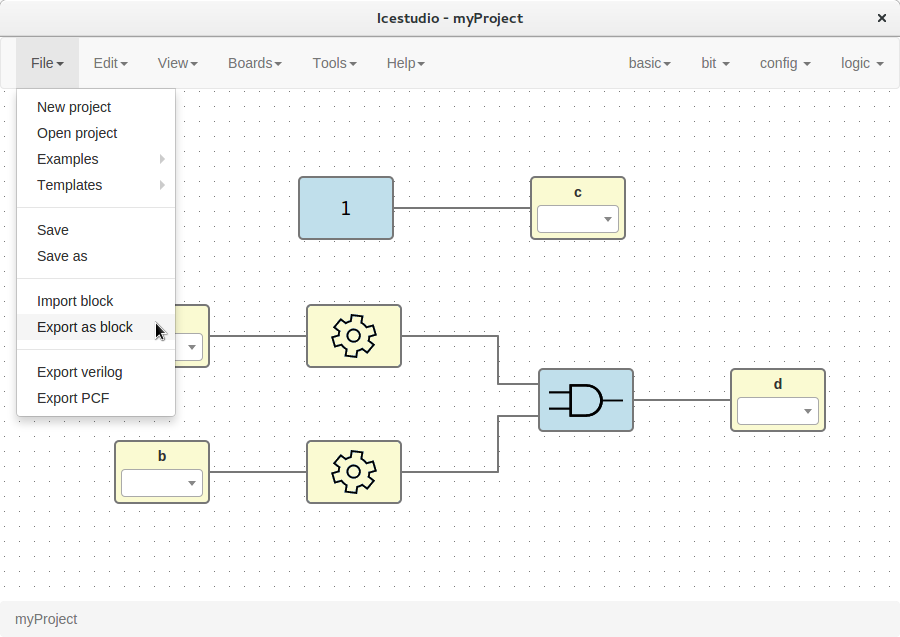 Icestudio - myProject
File Edit View Boards Tools Help basic bit config logic
New project
Open project
Examples
Templates
Save
Save as
Import block
Export as block
Export verilog
Export PCF
1
c
d
b
myProject